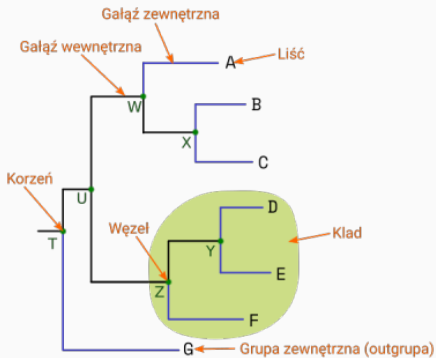 Gałąź zewnętrzna
Gałąź wewnętrzna
A
Liść
W
B
X
C
Korzeń
U
T
Węzeł
D
Y
Klad
E
Z
F
G
Grupa zewnętrzna (outgrupa)